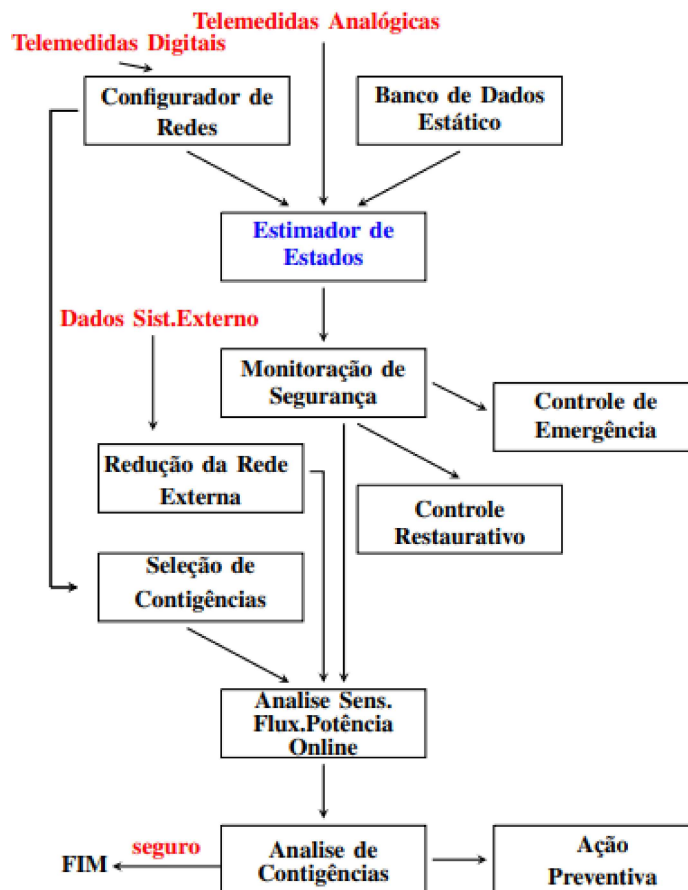 Telemedidas Analógicas
Telemedidas Digitais
Configurador de
Redes
Banco de Dados
Estático
Estimador de
Estados
Dados Sist.Externo
Monitoração de
Segurança
Controle de
Emergência
Redução da Rede
Externa
Controle
Restaurativo
Seleção de
Contigências
Analise Sens.
Flux.Potência
Online
FIM
seguro
Analise de
Contigências
Ação
Preventiva